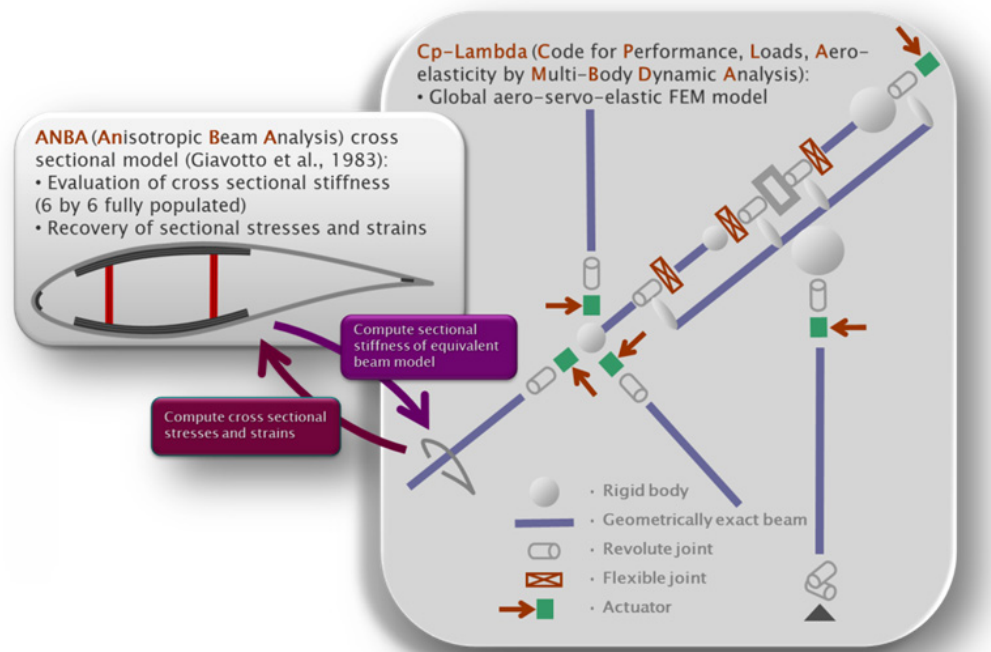 Cp-Lambda (Code for Performance, Loads, Aero-
elasticity by Multi-Body Dynamic Analysis):
• Global aero-servo-elastic FEM model
ANBA (Anisotropic Beam Analysis) cross
sectional model (Giavotto et al., 1983):
• Evaluation of cross sectional stiffness
(6 by 6 fully populated)
• Recovery of sectional stresses and strains
Compute sectional
stiffness of equivalent
beam model
Compute cross sectional
stresses and strains
· Rigid body
· Geometrically exact beam
· Revolute joint
· Flexible joint
· Actuator